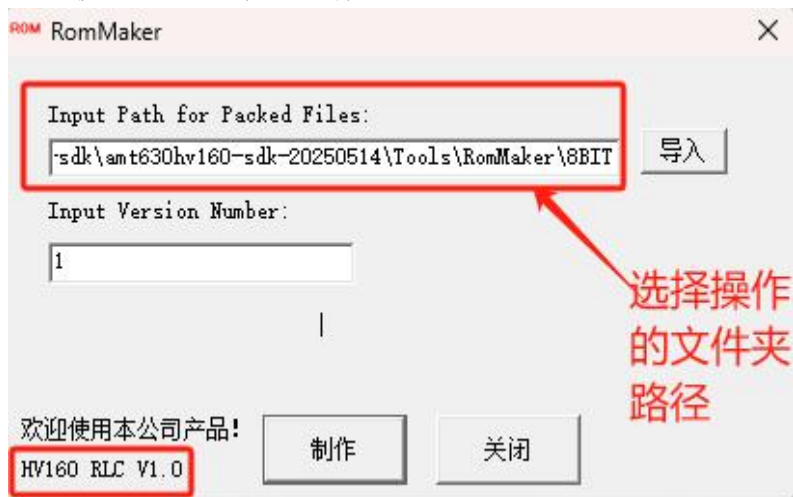 ROM RomMaker
Input Path for Packed Files:
-sdk\amt630hv160-sdk-20250514\Tools\RomMaker\8BIT
导入
Input Version Number:
1
选择操作
的文件夹
路径
欢迎使用本公司产品!
制作
关闭
HV160 RLC V1.0